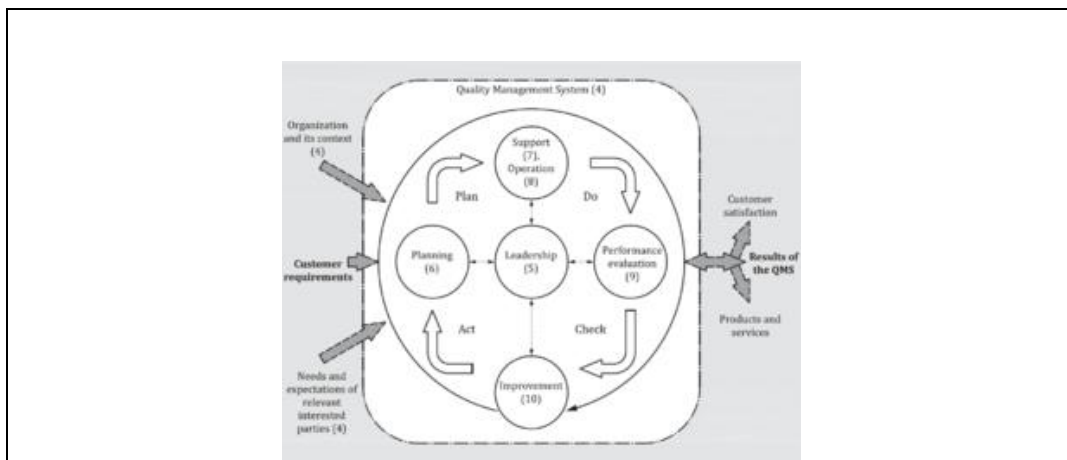 Quality Management System (4)
Organization
and its context
(4)
Support
(7),
Operation
(8)
Plan
Do
Customer
satisfaction
Customer
requirements
Planning
(6)
Leadership
(5)
Performance
evaluation
(9)
Results of
the QMS
Act
Check
Products and
services
Needs and
expectations of
relevant
interested
parties (4)
Improvement
(10)